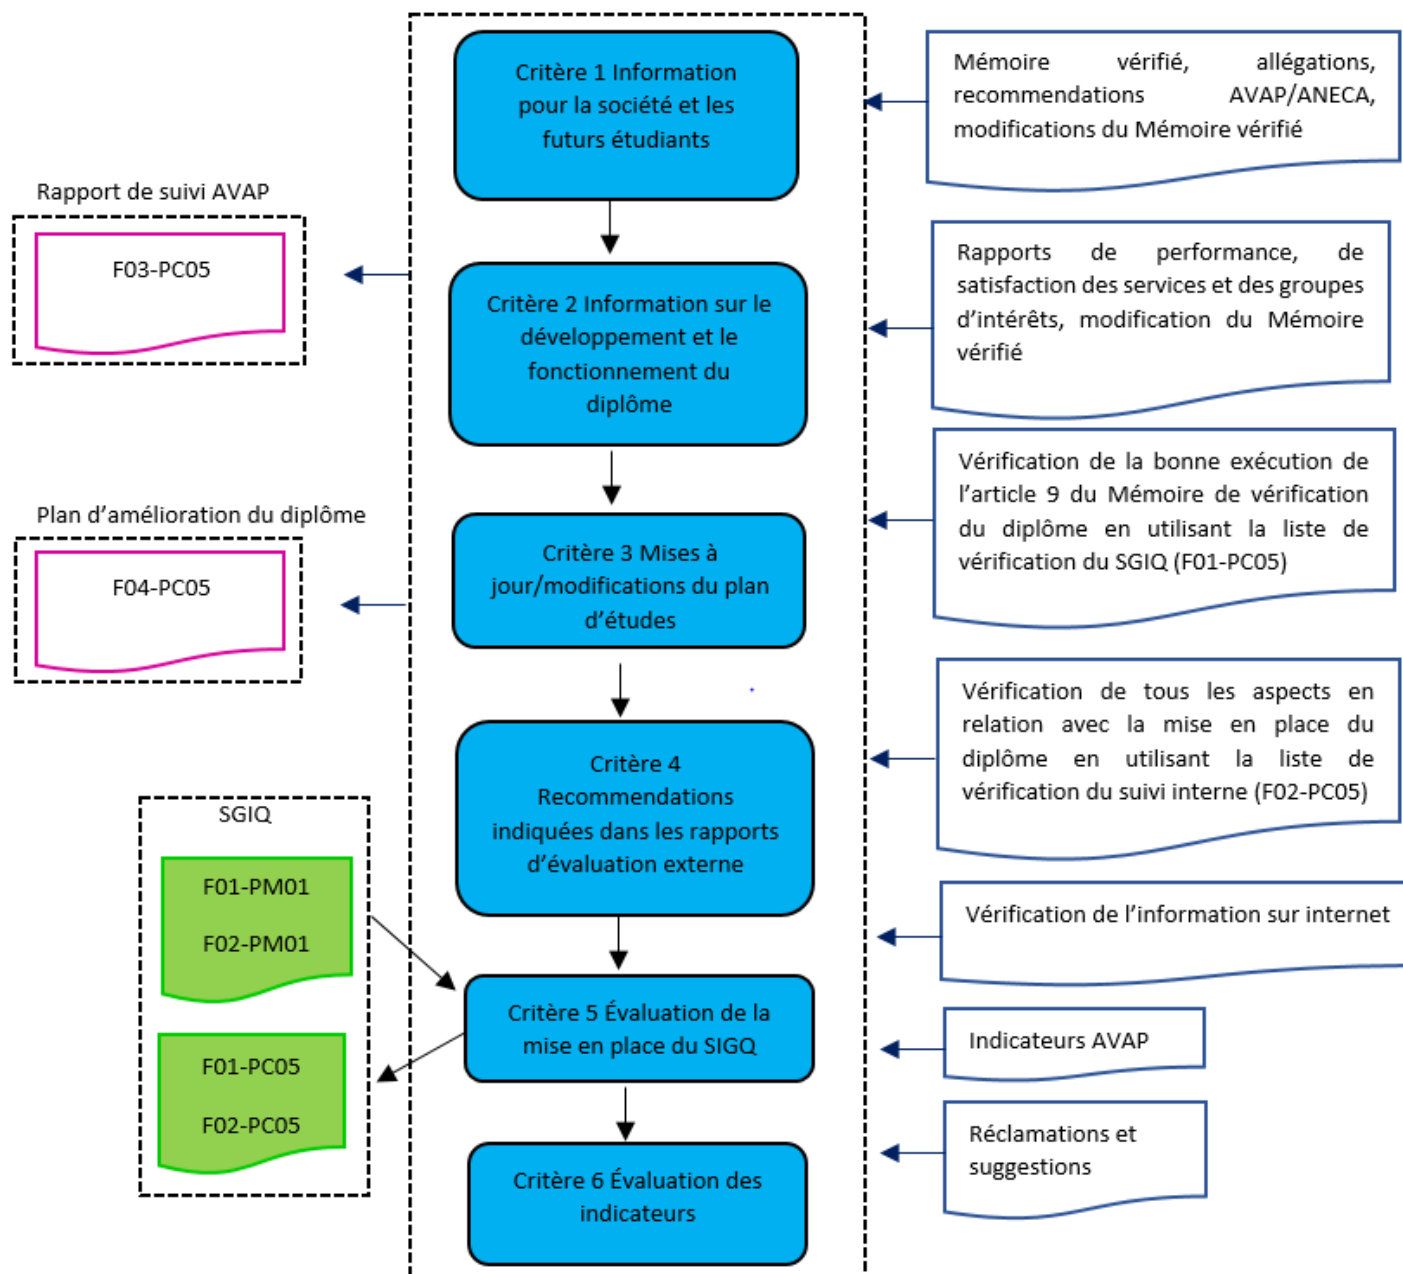 Critère 1 Information
pour la société et les
futurs étudiants
Critère 2 Information sur le
développement et le
fonctionnement du
diplôme
Critère 3 Mises à
jour/modifications du plan
d’études
Critère 4
Recommendations
indiquées dans les rapports
d’évaluation externe
Critère 5 Évaluation de la
mise en place du SIGQ
Critère 6 Évaluation des
indicateurs
Rapport de suivi AVAP
F03-PC05
Plan d’amélioration du diplôme
F04-PC05
SGIQ
F01-PM01
F02-PM01
F01-PC05
F02-PC05
Mémoire vérifié, allégations,
recommendations AVAP/ANECA,
modifications du Mémoire vérifié
Rapports de performance, de
satisfaction des services et des groupes
d’intérêts, modification du Mémoire
vérifié
Vérification de la bonne exécution de
l’article 9 du Mémoire de vérification
du diplôme en utilisant la liste de
vérification du SGIQ (F01-PC05)
Vérification de tous les aspects en
relation avec la mise en place du
diplôme en utilisant la liste de
vérification du suivi interne (F02-PC05)
Vérification de l’information sur internet
Indicateurs AVAP
Réclamations et
suggestions